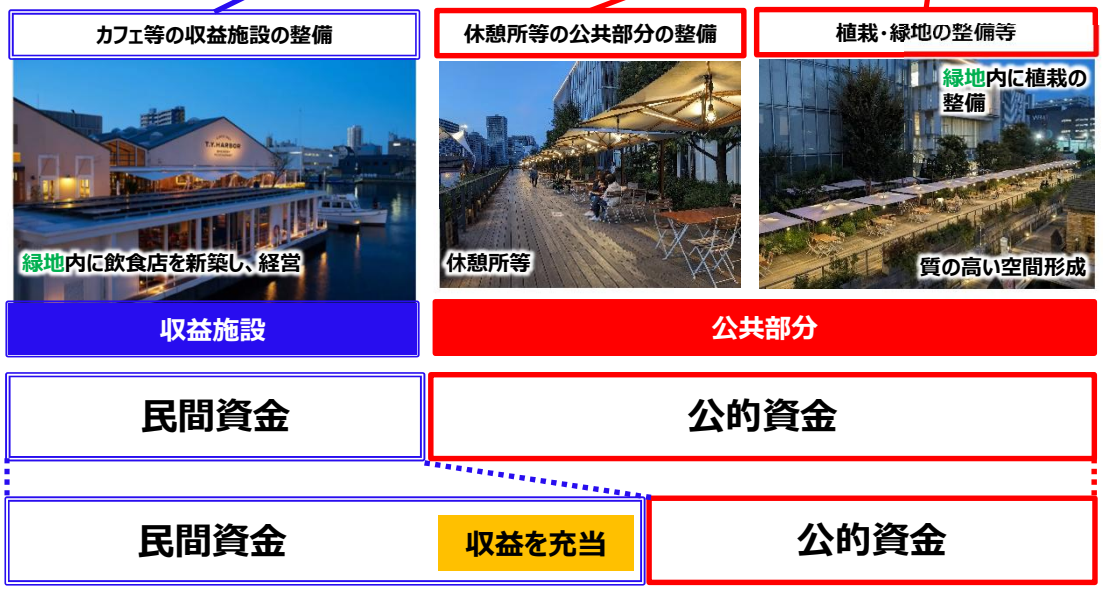 カフェ等の収益施設の整備
休憩所等の公共部分の整備
植栽・緑地の整備等
T.Y.HARBOR
緑地内に飲食店を新築し、経営
休憩所等
緑地内に植栽の
整備
質の高い空間形成
収益施設
公共部分
民間資金
公的資金
民間資金
収益を充当
公的資金